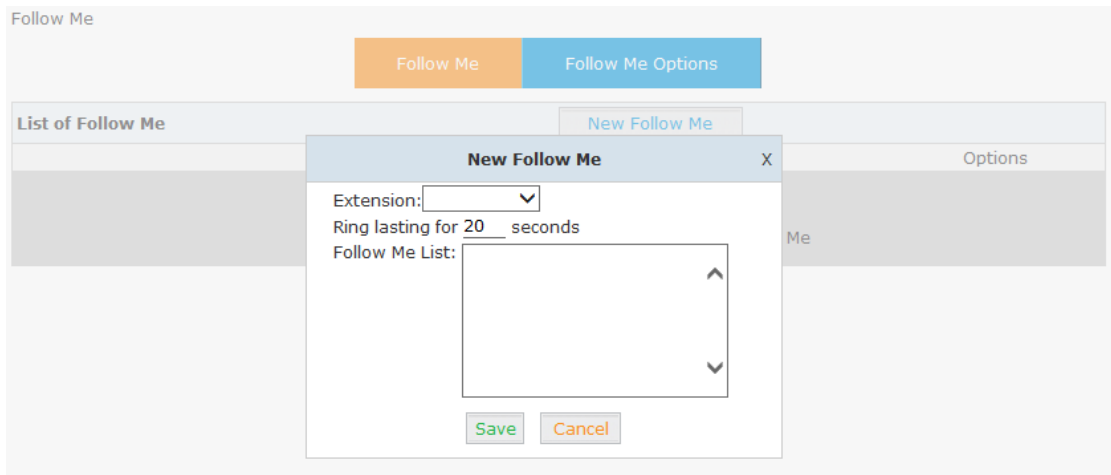 Follow Me
Follow Me Follow Me Options
List of Follow Me New Follow Me
New Follow Me X
Options
Extension:
Ring lasting for 20 seconds
Me
Follow Me List:
Save Cancel